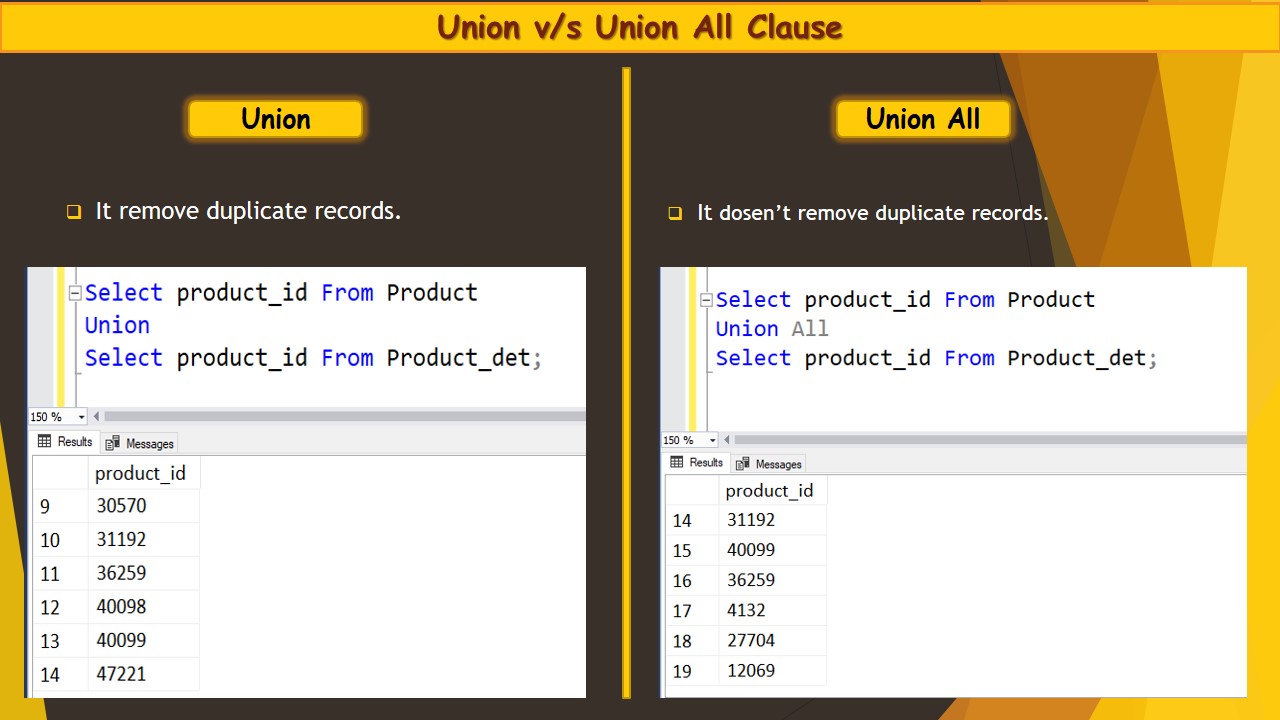 Union v/s Union All Clause
Union
It remove duplicate records.
Select product_id From Product
Union
Select product_id From Product_det;
150 %
Results Messages
product_id
9 30570
10 31192
11 36259
12 40098
13 40099
14 47221
Union All
It dosen’t remove duplicate records.
Select product_id From Product
Union All
Select product_id From Product_det;
150 %
Results Messages
product_id
14 31192
15 40099
16 36259
17 4132
18 27704
19 12069